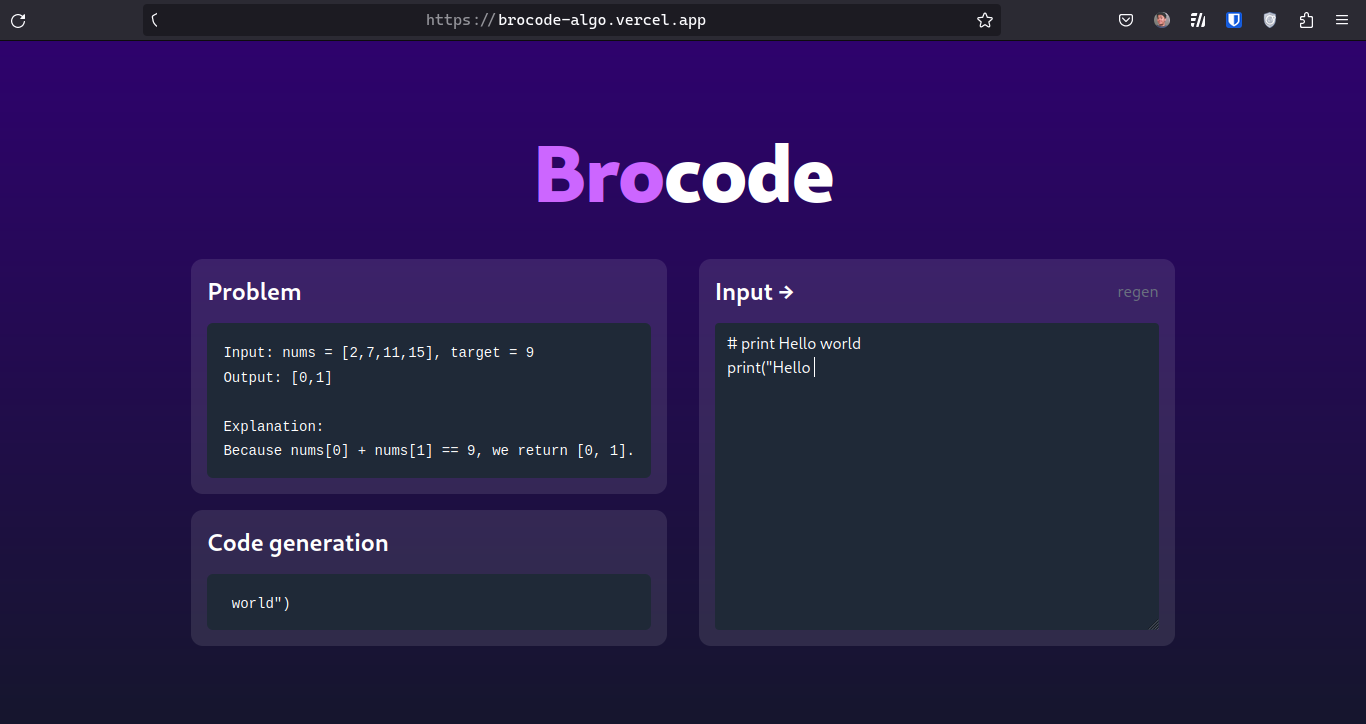 https://brocode-algo.vercel.app
Brocode
Problem
Input: nums = [2,7,11,15], target = 9
Output: [0,1]
Explanation:
Because nums[0] + nums[1] == 9, we return [0, 1].
Code generation
world")
Input →
regen
# print Hello world
print("Hello